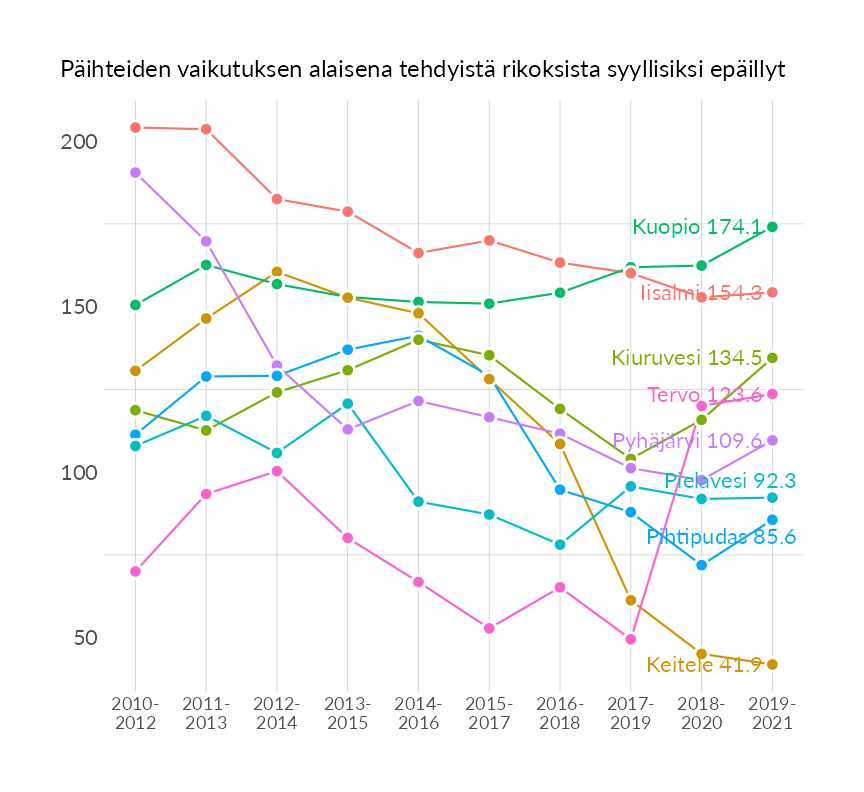 Päihteiden vaikutuksen alaisena tehdyistä rikoksista syyllisiksi epäillyt
200
150
100
50
Kuopio 174.1
Iisalmi 154.3
Kiuruvesi 134.5
Tervo 123.6
Pyhäjärvi 109.6
Pielavesi 92.3
Pihtipudas 85.6
Keitele 41.9
2010- 2011- 2012- 2013- 2014- 2015- 2016- 2017- 2018- 2019-
2012 2013 2014 2015 2016 2017 2018 2019 2020 2021